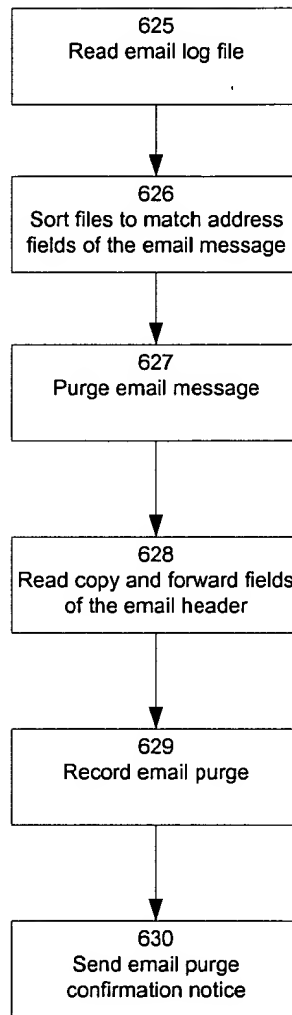 625
Read email log file
626
Sort files to match address
fields of the email message
627
Purge email message
628
Read copy and forward fields
of the email header
629
Record email purge
630
Send email purge
confirmation notice